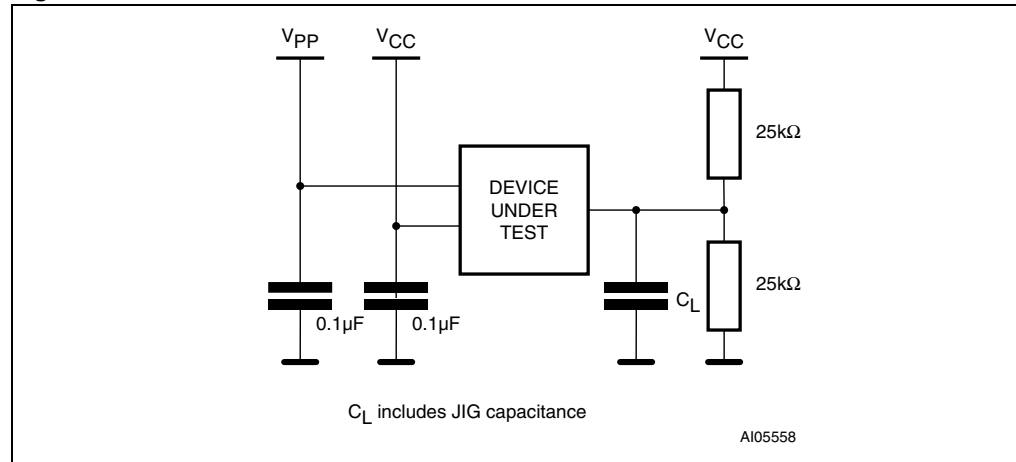 VPP
VCC
VCC
25kΩ
DEVICE
UNDER
TEST
25kΩ
CL
0.1µF
0.1µF
CL includes JIG capacitance
AI05558